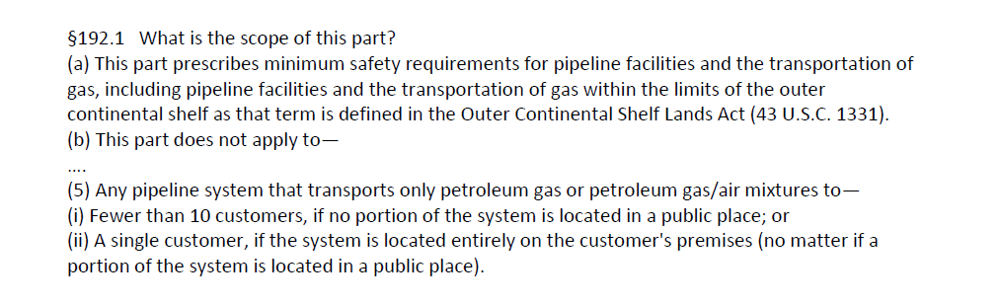 §192.1 What is the scope of this part?
(a) This part prescribes minimum safety requirements for pipeline facilities and the transportation of
gas, including pipeline facilities and the transportation of gas within the limits of the outer
continental shelf as that term is defined in the Outer Continental Shelf Lands Act (43 U.S.C. 1331).
(b) This part does not apply to—
....
(5) Any pipeline system that transports only petroleum gas or petroleum gas/air mixtures to—
(i) Fewer than 10 customers, if no portion of the system is located in a public place; or
(ii) A single customer, if the system is located entirely on the customer's premises (no matter if a
portion of the system is located in a public place).